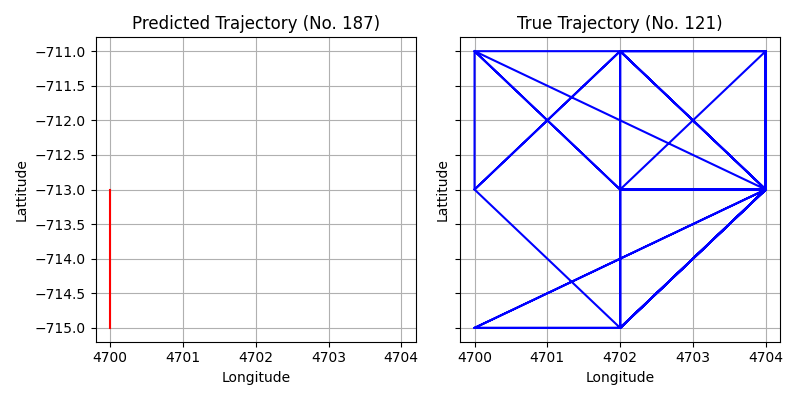 Predicted Trajectory (No. 187)
Lattitude
−711.0
−711.5
−712.0
−712.5
−713.0
−713.5
−714.0
−714.5
−715.0
4700 4701 4702 4703 4704
Longitude
True Trajectory (No. 121)
Lattitude
4700 4701 4702 4703 4704
Longitude